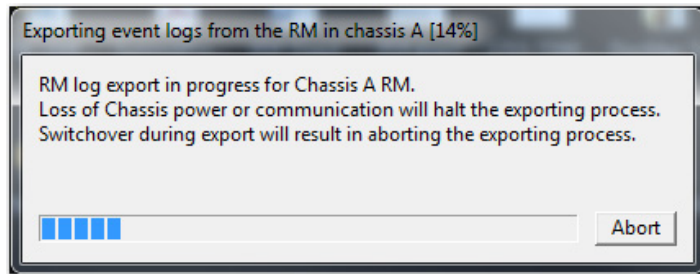 Exporting event logs from the RM in chassis A [14%]
RM log export in progress for Chassis A RM.
Loss of Chassis power or communication will halt the exporting process.
Switchover during export will result in aborting the exporting process.
Abort